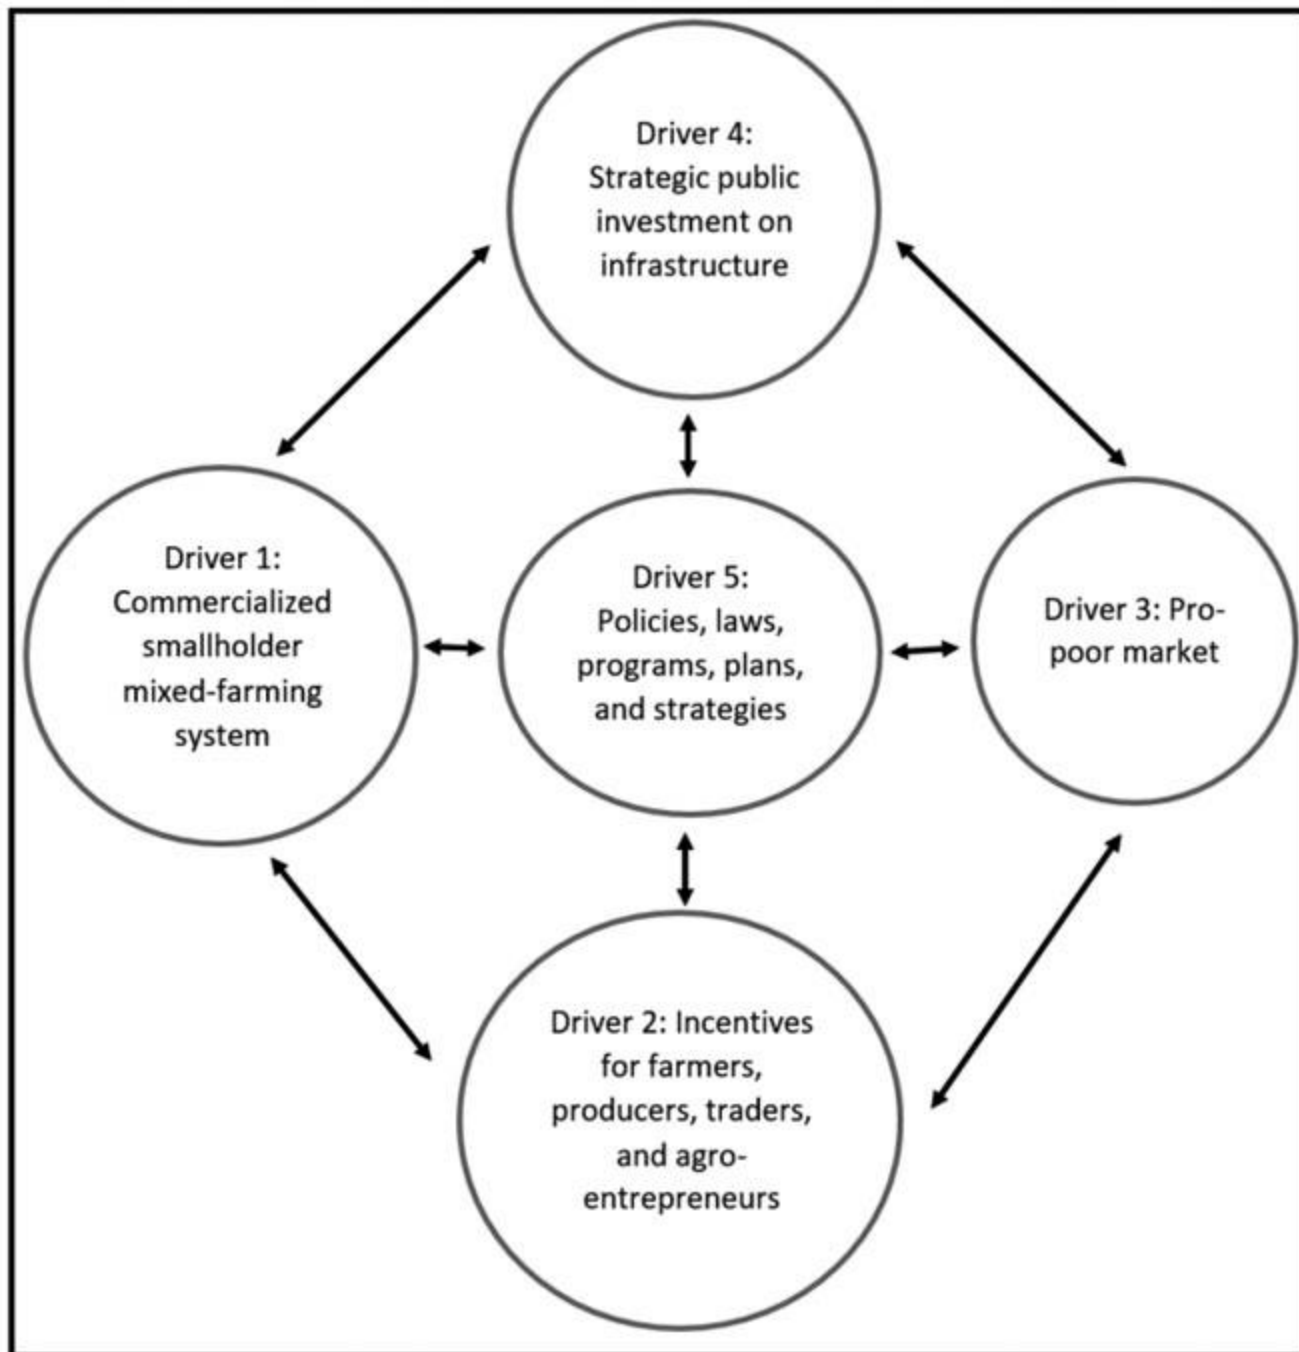 Driver 4:
Strategic public
investment on
infrastructure
Driver 1:
Commercialized
smallholder
mixed-farming
system
Driver 5:
Policies, laws,
programs, plans,
and strategies
Driver 3: Pro-
poor market
Driver 2: Incentives
for farmers,
producers, traders,
and agro-
entrepreneurs